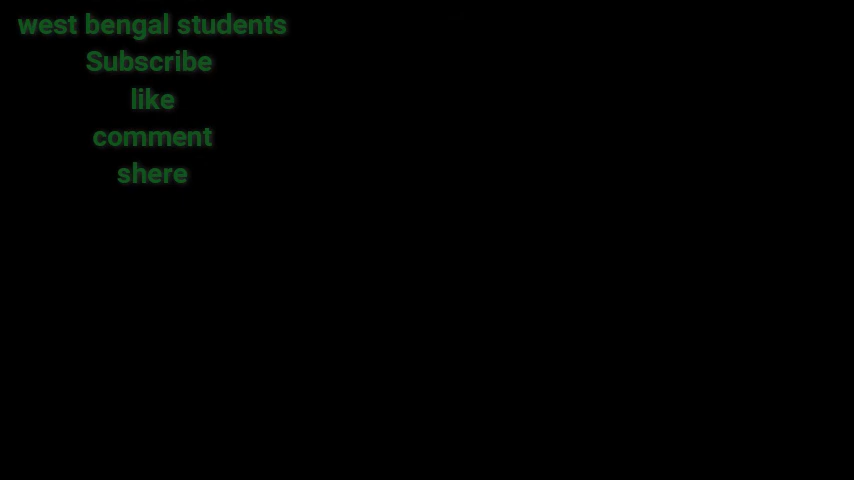 west bengal students
Subscribe
like
comment
shere